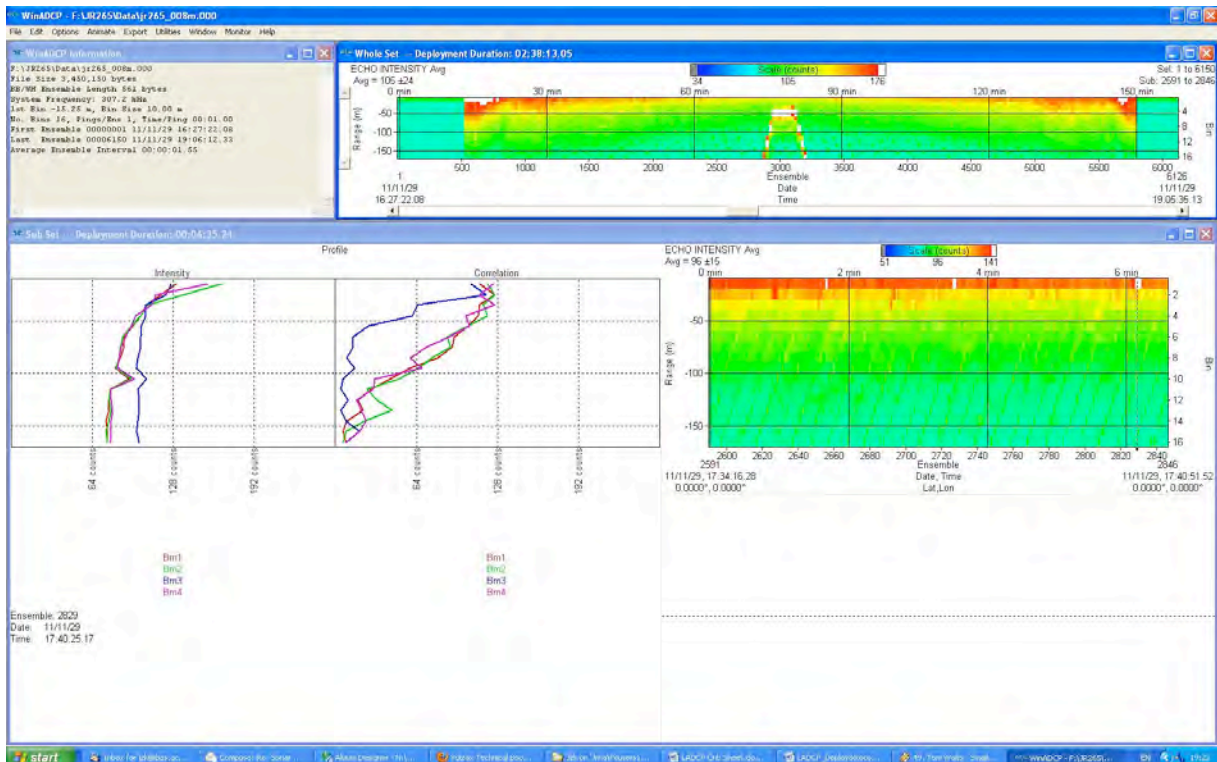 WinADCP - F:\JR265\Data\jr265_008m.000
File Edit Options Animate Export Utilities Window Monitor Help
WinADCP Information
F:\JR265\Data\jr265_008m.000
File Size 3,450,150 bytes
BB/WH Ensemble Length 561 bytes
System Frequency: 307.2 kHz
1st Bin -15.25 m, Bin Size 10.00 m
No. Bins 16, Pings/Ens 1, Time/Ping 00:01.00
First Ensemble 00000001 11/11/29 16:27:22.08
Last Ensemble 00006150 11/11/29 19:06:12.33
Average Ensemble Interval 00:00:01.55
Whole Set -- Deployment Duration: 02:38:13.05
ECHO INTENSITY Avg
Avg = 105 ±24
Scale (counts)
34 105 176
Sel: 1 to 6150
Sub: 2591 to 2846
0 min 30 min 60 min 90 min 120 min 150 min
Range (m)
-50
-100
-150
Bin
4
8
12
16
500 1000 1500 2000 2500 3000 3500 4000 4500 5000 5500 6000
1 Ensemble 6126
11/11/29 Date 11/11/29
16:27:22.08 Time 19:05:35.13
Sub Set -- Deployment Duration: 00:06:35.24
Profile
Intensity Correlation
64 counts
128 counts
192 counts
64 counts
128 counts
192 counts
Bm1 Bm1
Bm2 Bm2
Bm3 Bm3
Bm4 Bm4
Ensemble: 2829
Date: 11/11/29
Time: 17:40:25.17
ECHO INTENSITY Avg
Avg = 96 ±15
Scale (counts)
51 96 141
0 min 2 min 4 min 6 min
Range (m)
-50
-100
-150
Bin
2
4
6
8
10
12
14
16
2600 2620 2640 2660 2680 2700 2720 2740 2760 2780 2800 2820 2840
2591 Ensemble 2846
11/11/29, 17:34:16.28 Date, Time 11/11/29, 17:40:51.52
0.0000°, 0.0000° Lat,Lon 0.0000°, 0.0000°
start
WinADCP - F:\JR265\...
EN